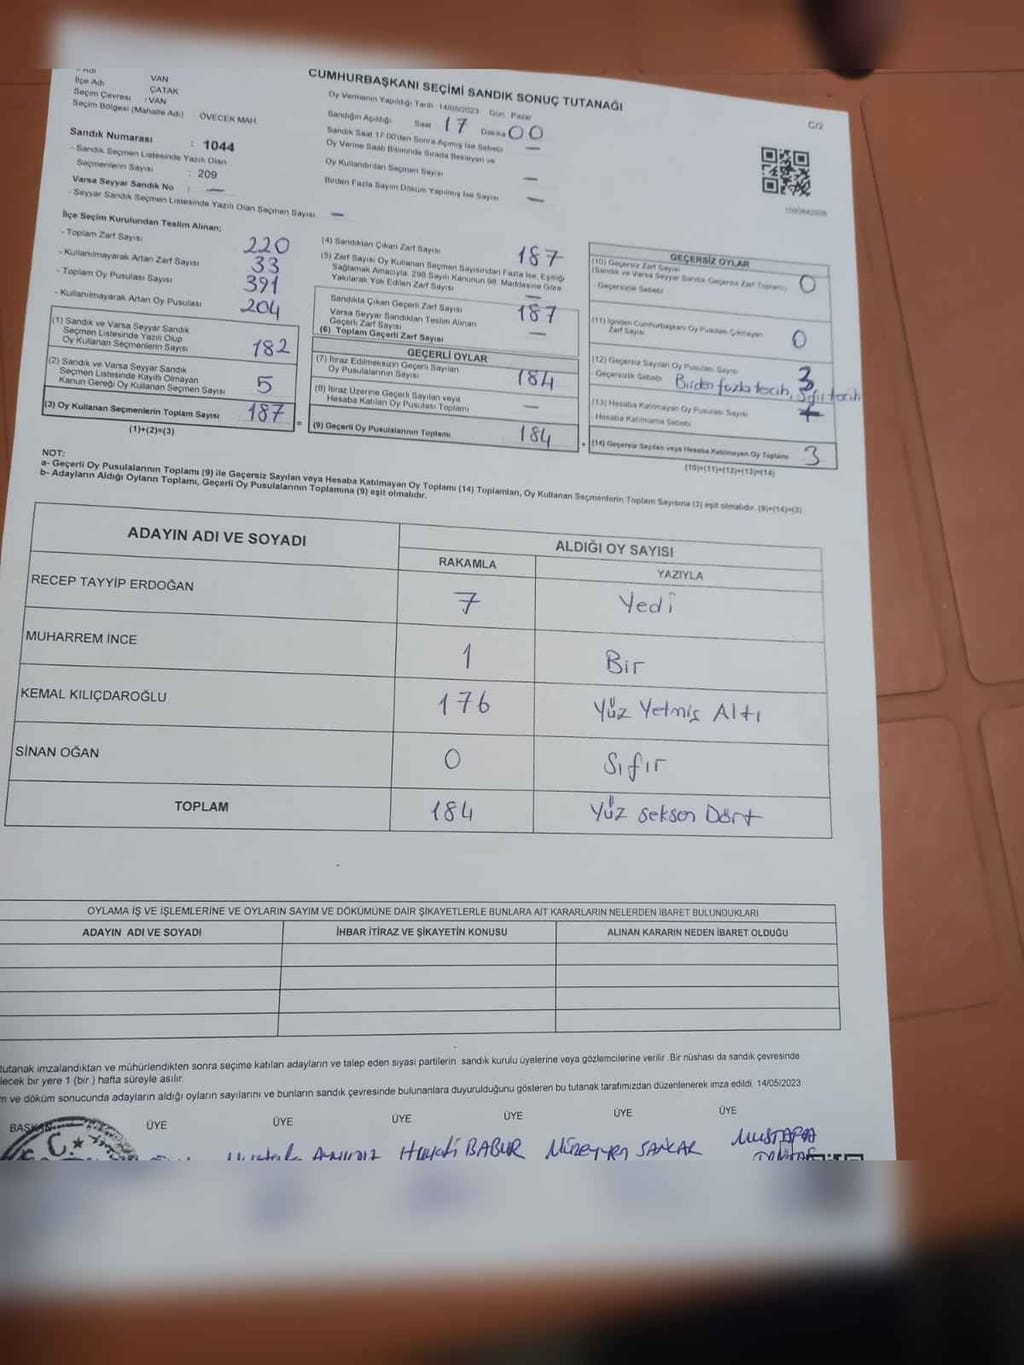 CUMHURBAŞKANI SEÇİMİ SANDIK SONUÇ TUTANAĞI
C/2
İlçe Adı
VAN
ÇATAK
Seçim Çevresi : VAN
Seçim Bölgesi (Mahalle Adı) ÖVECEK MAH.
Oy Vermenin Yapıldığı Tarih 14/05/2023 Gün Pazar
Sandığın Açıldığı Saat 17 Dakika 00
Sandık Saat 17.00'den Sonra Açılmış İse Sebebi —
Oy Verme Saati Bitiminde Sırada Bekleyen ve
Oy Kullandırılan Seçmen Sayısı —
Birden Fazla Sayım Döküm Yapılmış İse Sayısı —
Sandık Numarası : 1044
- Sandık Seçmen Listesinde Yazılı Olan
Seçmenlerin Sayısı : 209
Varsa Seyyar Sandık No : —
- Seyyar Sandık Seçmen Listesinde Yazılı Olan Seçmen Sayısı —
İlçe Seçim Kurulundan Teslim Alınan;
- Toplam Zarf Sayısı 220
- Kullanılmayarak Artan Zarf Sayısı 33
- Toplam Oy Pusulası Sayısı 391
- Kullanılmayarak Artan Oy Pusulası 204
(1) Sandık ve Varsa Seyyar Sandık
Seçmen Listesinde Yazılı Olup
Oy Kullanan Seçmenlerin Sayısı 182
(2) Sandık ve Varsa Seyyar Sandık
Seçmen Listesinde Kayıtlı Olmayan
Kanun Gereği Oy Kullanan Seçmen Sayısı 5
(3) Oy Kullanan Seçmenlerin Toplam Sayısı 187
(1)+(2)=(3)
(4) Sandıktan Çıkan Zarf Sayısı 187
(5) Zarf Sayısı Oy Kullanan Seçmen Sayısından Fazla İse, Eşitliği
Sağlamak Amacıyla, 298 Sayılı Kanunun 98. Maddesine Göre
Yakılarak Yok Edilen Zarf Sayısı —
Sandıkta Çıkan Geçerli Zarf Sayısı 187
Varsa Seyyar Sandıktan Teslim Alınan
Geçerli Zarf Sayısı —
(6) Toplam Geçerli Zarf Sayısı
GEÇERLİ OYLAR
(7) İtiraz Edilmeksizin Geçerli Sayılan
Oy Pusulalarının Sayısı 184
(8) İtiraz Üzerine Geçerli Sayılan veya
Hesaba Katılan Oy Pusulası Toplamı —
(9) Geçerli Oy Pusulalarının Toplamı 184
GEÇERSİZ OYLAR
(10) Geçersiz Zarf Sayısı
(Sandık ve Varsa Seyyar Sandık Geçersiz Zarf Toplamı) 0
- Geçersizlik Sebebi
(11) İçinden Cumhurbaşkanı Oy Pusulası Çıkmayan
Zarf Sayısı 0
(12) Geçersiz Sayılan Oy Pusulası Sayısı 3
Geçersizlik Sebebi Birden fazla tercih, Sıfır tercih
(13) Hesaba Katılmayan Oy Pusulası Sayısı
Hesaba Katılmama Sebebi
(14) Geçersiz Sayılan veya Hesaba Katılmayan Oy Toplamı 3
(10)+(11)+(12)+(13)=(14)
NOT:
a- Geçerli Oy Pusulalarının Toplamı (9) ile Geçersiz Sayılan veya Hesaba Katılmayan Oy Toplamı (14) Toplamları, Oy Kullanan Seçmenlerin Toplam Sayısına (3) eşit olmalıdır. (9)+(14)=(3)
b- Adayların Aldığı Oyların Toplamı, Geçerli Oy Pusulalarının Toplamına (9) eşit olmalıdır.
ADAYIN ADI VE SOYADI ALDIĞI OY SAYISI
RAKAMLA YAZIYLA
RECEP TAYYİP ERDOĞAN 7 Yedi
MUHARREM İNCE 1 Bir
KEMAL KILIÇDAROĞLU 176 Yüz Yetmiş Altı
SİNAN OĞAN 0 Sıfır
TOPLAM 184 Yüz Seksen Dört
OYLAMA İŞ VE İŞLEMLERİNE VE OYLARIN SAYIM VE DÖKÜMÜNE DAİR ŞİKAYETLERLE BUNLARA AİT KARARLARIN NELERDEN İBARET BULUNDUKLARI
ADAYIN ADI VE SOYADI İHBAR İTİRAZ VE ŞİKAYETİN KONUSU ALINAN KARARIN NEDEN İBARET OLDUĞU
tutanak imzalandıktan ve mühürlendikten sonra seçime katılan adayların ve talep eden siyasi partilerin sandık kurulu üyelerine veya gözlemcilerine verilir. Bir nüshası da sandık çevresinde
lecek bir yere 1 (bir ) hafta süreyle asılır.
m ve döküm sonucunda adayların aldığı oyların sayılarını ve bunların sandık çevresinde bulunanlara duyurulduğunu gösteren bu tutanak tarafımızdan düzenlenerek imza edildi. 14/05/2023
BAŞKAN ÜYE ÜYE ÜYE ÜYE ÜYE ÜYE
Hayati BABUR MUSTAFA